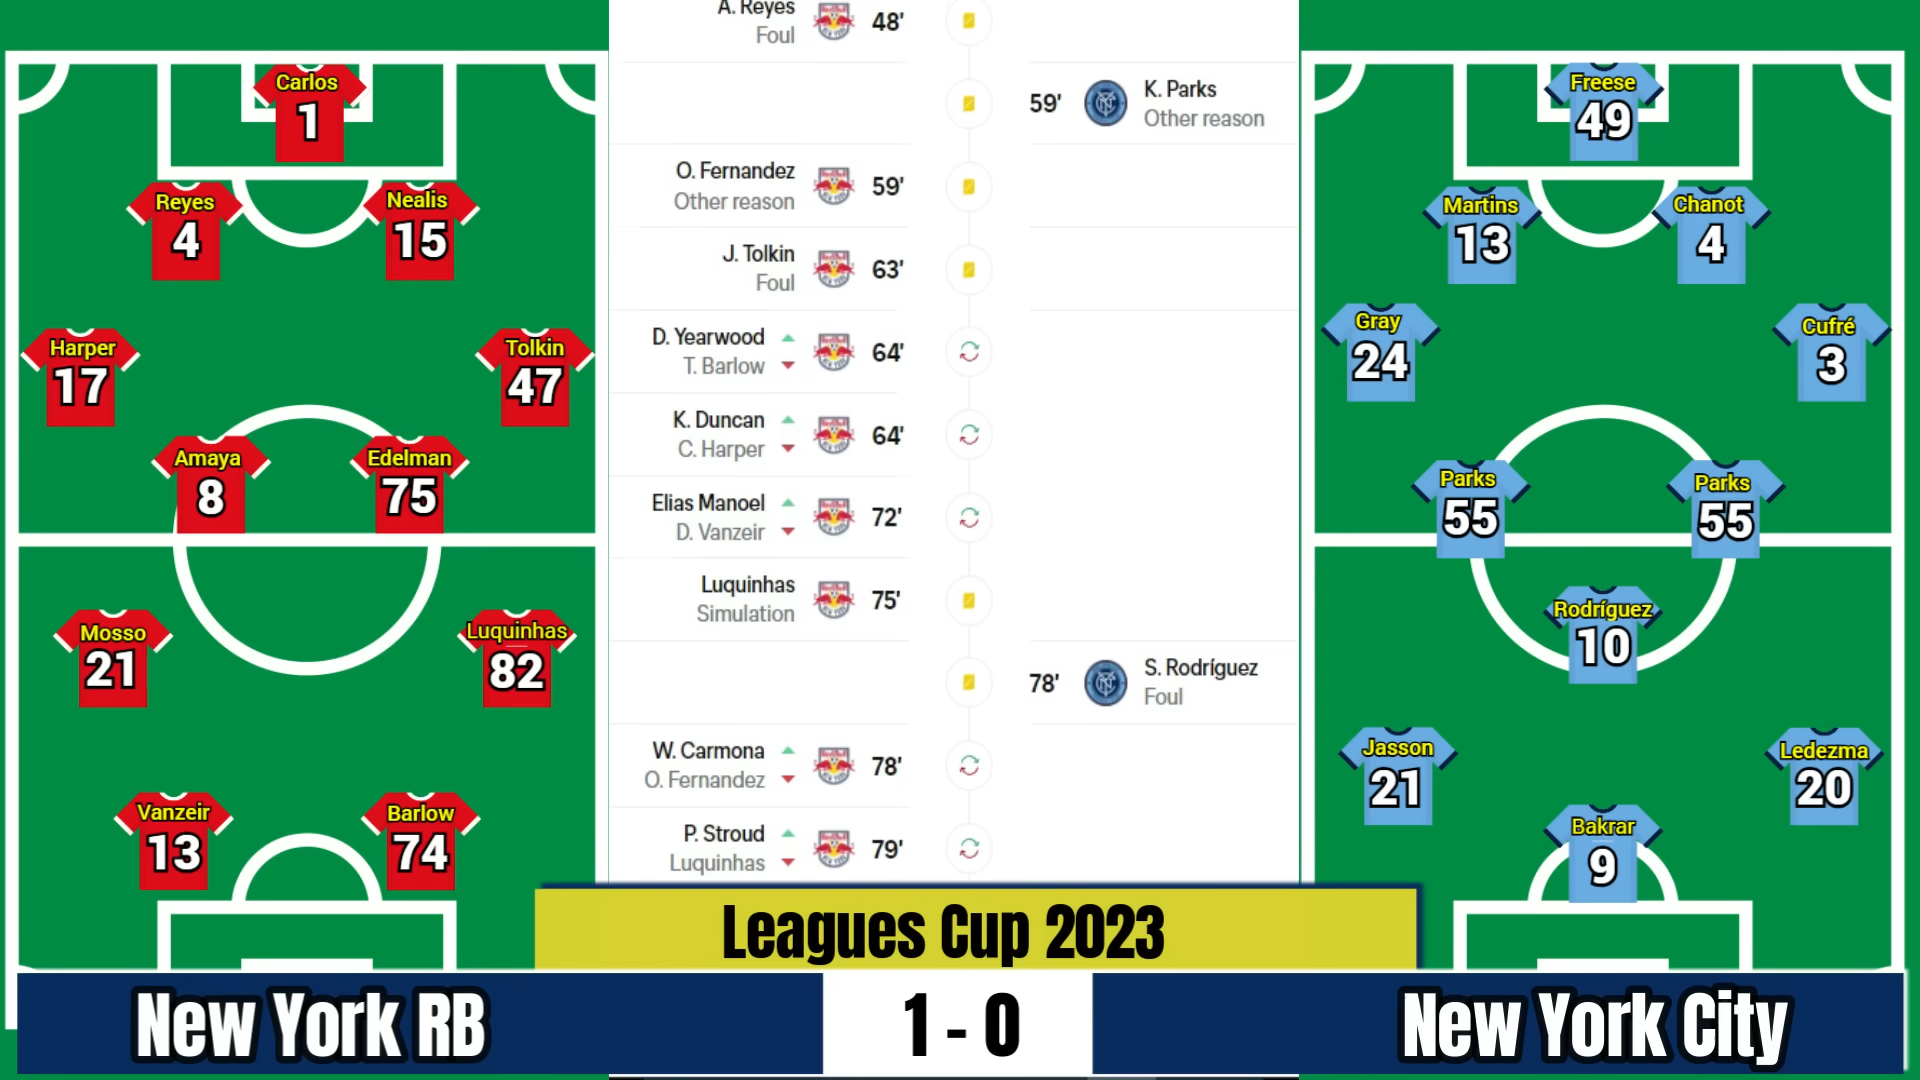 Carlos
1
Reyes
4
Nealis
15
Harper
17
Tolkin
47
Amaya
8
Edelman
75
Mosso
21
Luquinhas
82
Vanzeir
13
Barlow
74
A. Reyes
Foul
48'
59'
K. Parks
Other reason
O. Fernandez
Other reason
59'
J. Tolkin
Foul
63'
D. Yearwood
T. Barlow
64'
K. Duncan
C. Harper
64'
Elias Manoel
D. Vanzeir
72'
Luquinhas
Simulation
75'
78'
S. Rodríguez
Foul
W. Carmona
O. Fernandez
78'
P. Stroud
Luquinhas
79'
Freese
49
Martins
13
Chanot
4
Gray
24
Cufré
3
Parks
55
Parks
55
Rodríguez
10
Jasson
21
Ledezma
20
Bakrar
9
Leagues Cup 2023
New York RB
1 - 0
New York City